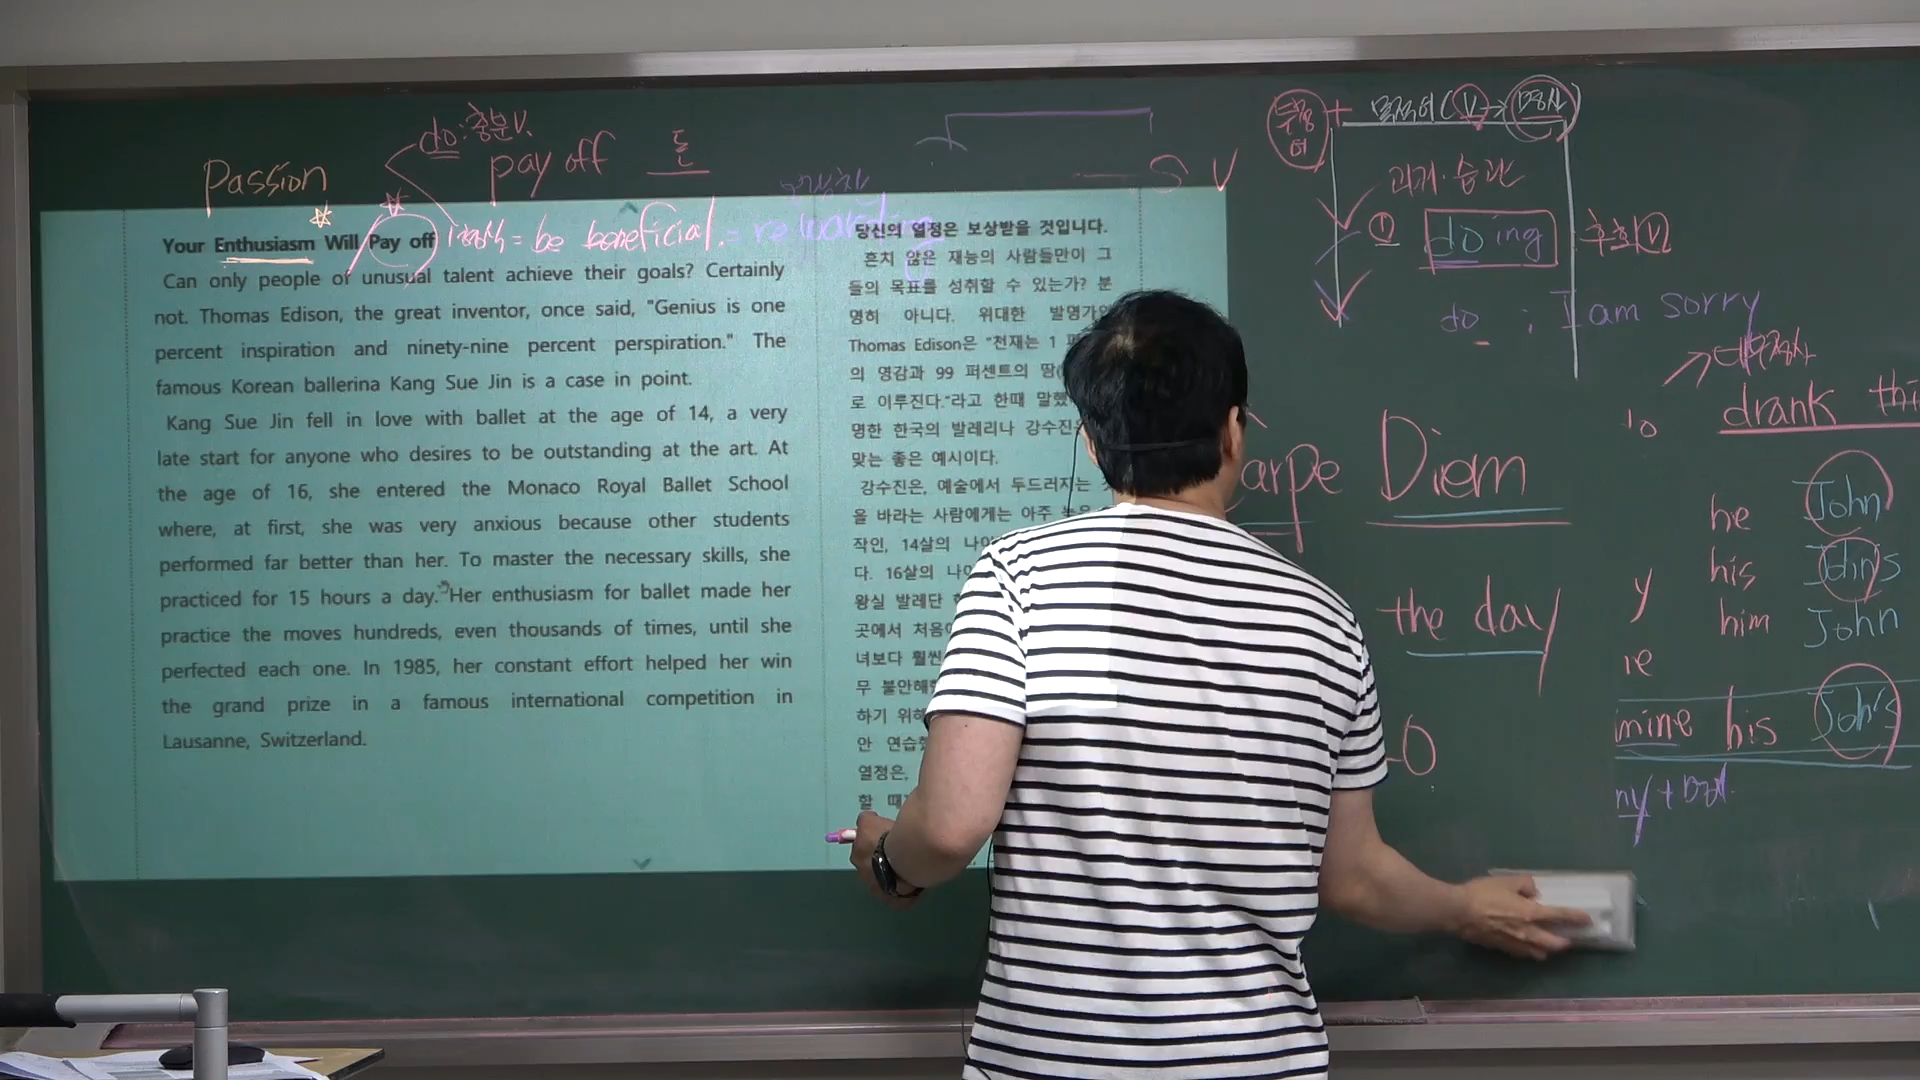 do:충분V.
Passion
pay off 돈
S V
+ 목적어(V→명사)
과거·습관
① doing 후회V
do : I am sorry
Your Enthusiasm Will Pay off
= be beneficial. = rewarding
Can only people of unusual talent achieve their goals? Certainly
not. Thomas Edison, the great inventor, once said, "Genius is one
percent inspiration and ninety-nine percent perspiration." The
famous Korean ballerina Kang Sue Jin is a case in point.
Kang Sue Jin fell in love with ballet at the age of 14, a very
late start for anyone who desires to be outstanding at the art. At
the age of 16, she entered the Monaco Royal Ballet School
where, at first, she was very anxious because other students
performed far better than her. To master the necessary skills, she
practiced for 15 hours a day. Her enthusiasm for ballet made her
practice the moves hundreds, even thousands of times, until she
perfected each one. In 1985, her constant effort helped her win
the grand prize in a famous international competition in
Lausanne, Switzerland.
당신의 열정은 보상받을 것입니다.
흔치 않은 재능의 사람들만이 그
들의 목표를 성취할 수 있는가? 분
명히 아니다. 위대한 발명가인
Thomas Edison은 "천재는 1
의 영감과 99 퍼센트의 땀
로 이루진다."라고 한때 말했
명한 한국의 발레리나 강수진은
맞는 좋은 예시이다.
강수진은, 예술에서 두드러지는
을 바라는 사람에게는 아주 늦은
작인, 14살의
다. 16살의
왕실 발레단
곳에서 처음에
녀보다 훨씬
무 불안해
하기 위해
안 연습
열정은,
할 때
to
drank
arpe Diem
the day
he John
his John's
him John
y
re
mine his Joh's
my +